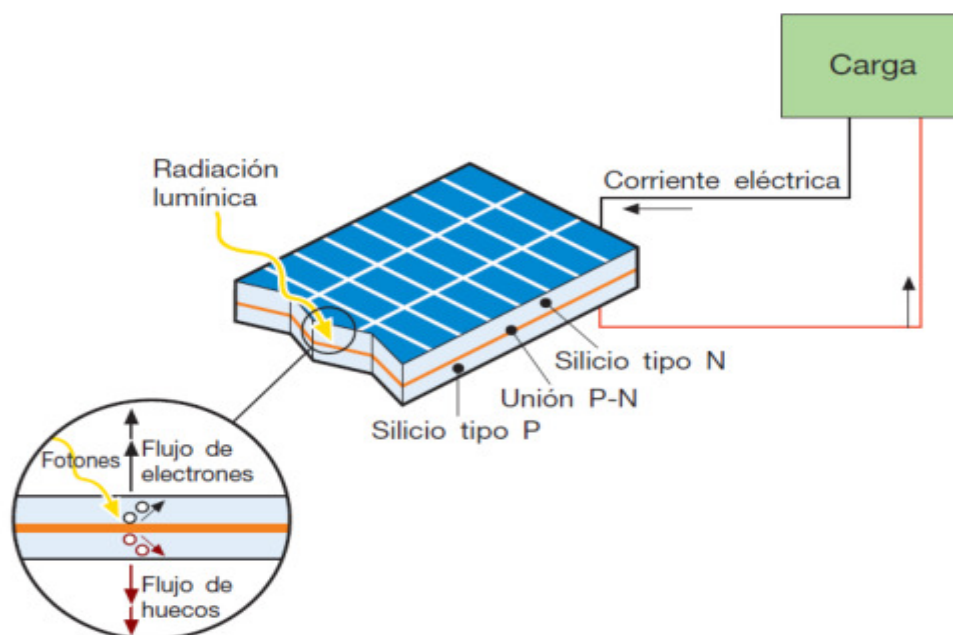 Carga
Radiación
lumínica
Corriente eléctrica
Silicio tipo N
Unión P-N
Silicio tipo P
Fotones
Flujo de
electrones
Flujo de
huecos